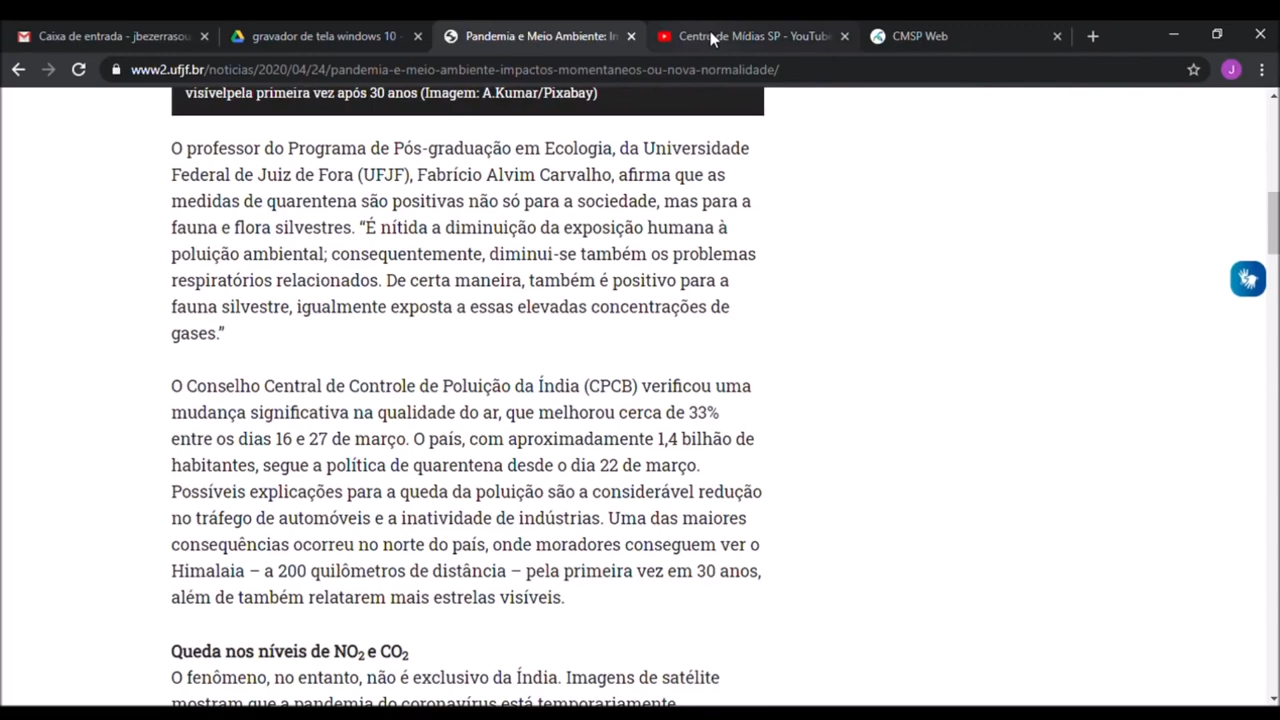 Caixa de entrada - jbezerrasou
gravador de tela windows 10 -
Pandemia e Meio Ambiente: In
Centro de Mídias SP - YouTube
CMSP Web
www2.ufjf.br/noticias/2020/04/24/pandemia-e-meio-ambiente-impactos-momentaneos-ou-nova-normalidade/
J
visívelpela primeira vez após 30 anos (Imagem: A.Kumar/Pixabay)
O professor do Programa de Pós-graduação em Ecologia, da Universidade
Federal de Juiz de Fora (UFJF), Fabrício Alvim Carvalho, afirma que as
medidas de quarentena são positivas não só para a sociedade, mas para a
fauna e flora silvestres. “É nítida a diminuição da exposição humana à
poluição ambiental; consequentemente, diminui-se também os problemas
respiratórios relacionados. De certa maneira, também é positivo para a
fauna silvestre, igualmente exposta a essas elevadas concentrações de
gases.”
O Conselho Central de Controle de Poluição da Índia (CPCB) verificou uma
mudança significativa na qualidade do ar, que melhorou cerca de 33%
entre os dias 16 e 27 de março. O país, com aproximadamente 1,4 bilhão de
habitantes, segue a política de quarentena desde o dia 22 de março.
Possíveis explicações para a queda da poluição são a considerável redução
no tráfego de automóveis e a inatividade de indústrias. Uma das maiores
consequências ocorreu no norte do país, onde moradores conseguem ver o
Himalaia – a 200 quilômetros de distância – pela primeira vez em 30 anos,
além de também relatarem mais estrelas visíveis.
Queda nos níveis de NO₂ e CO₂
O fenômeno, no entanto, não é exclusivo da Índia. Imagens de satélite
mostram que a pandemia do coronavírus está temporariamente